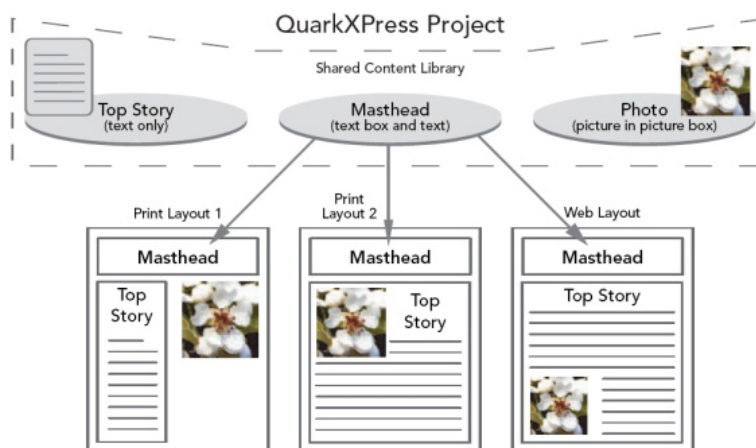 QuarkXPress Project
Shared Content Library
Top Story
(text only)
Masthead
(text box and text)
Photo
(picture in picture box)
Print Layout 1
Print
Layout 2
Web Layout
Masthead
Top
Story
Masthead
Top
Story
Masthead
Top Story